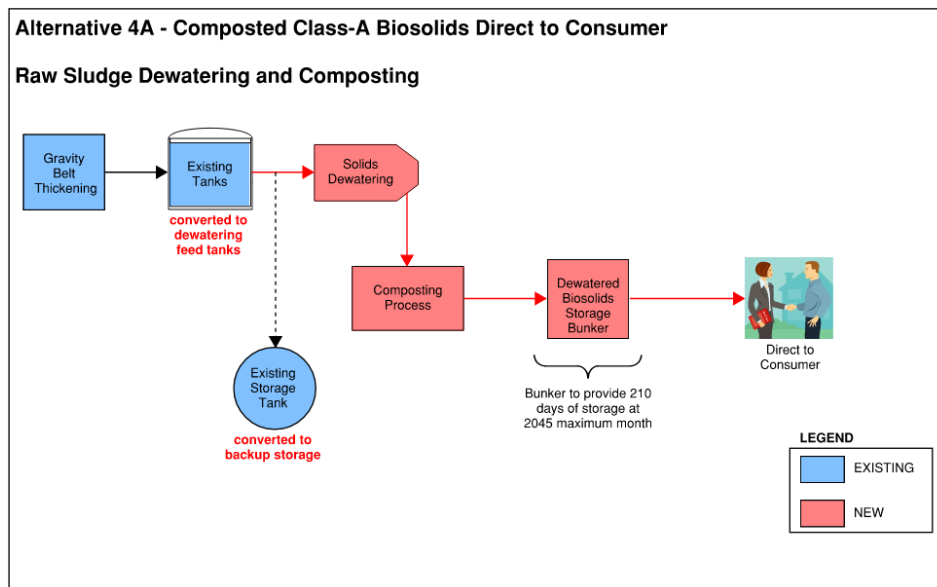 Alternative 4A - Composted Class-A Biosolids Direct to Consumer
Raw Sludge Dewatering and Composting
Gravity
Belt
Thickening
Existing
Tanks
converted to
dewatering
feed tanks
Solids
Dewatering
Composting
Process
Dewatered
Biosolids
Storage
Bunker
Direct to
Consumer
Existing
Storage
Tank
converted to
backup storage
Bunker to provide 210
days of storage at
2045 maximum month
LEGEND
EXISTING
NEW